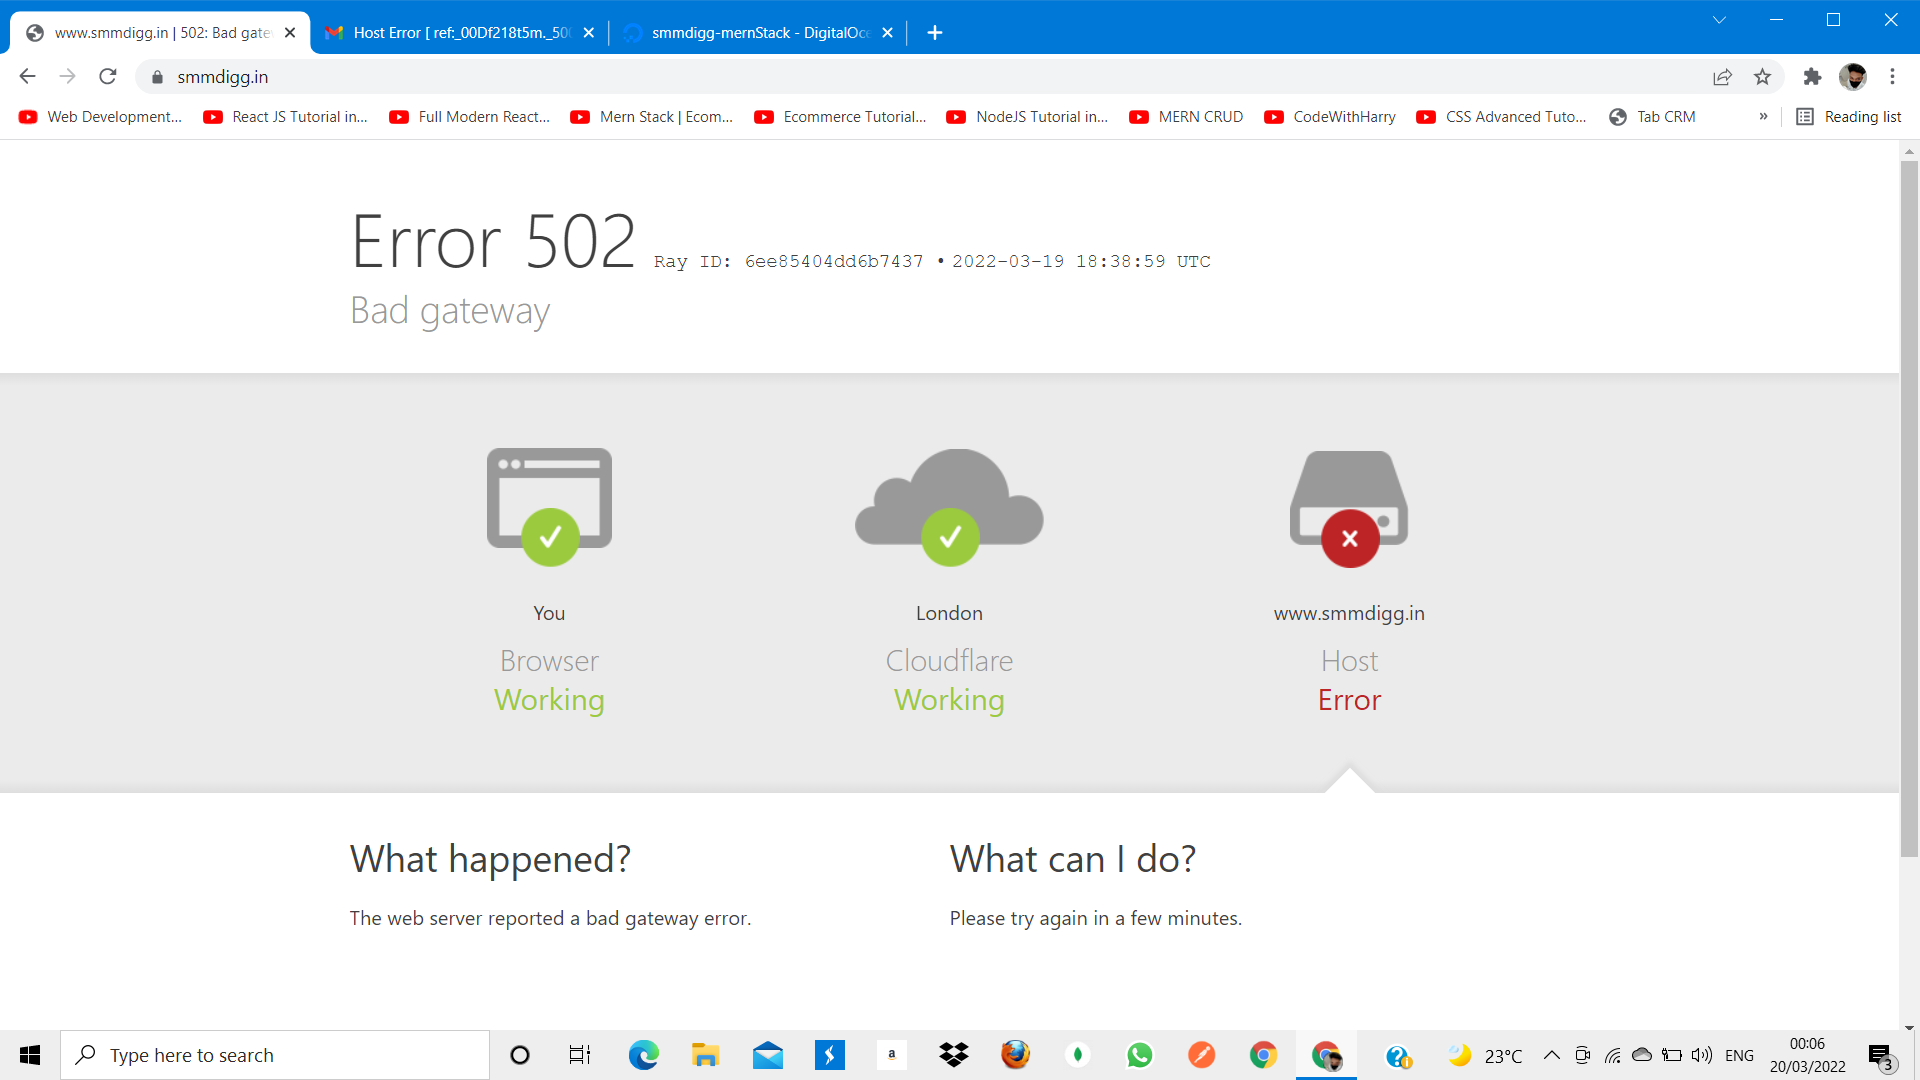 www.smmdigg.in | 502: Bad gate
Host Error [ ref:_00Df218t5m._50
smmdigg-mernStack - DigitalOc
smmdigg.in
Web Development...
React JS Tutorial in...
Full Modern React...
Mern Stack | Ecom...
Ecommerce Tutorial...
NodeJS Tutorial in...
MERN CRUD
CodeWithHarry
CSS Advanced Tuto...
Tab CRM
»
Reading list
Error 502 Ray ID: 6ee85404dd6b7437 • 2022-03-19 18:38:59 UTC
Bad gateway
You
London
www.smmdigg.in
Browser
Cloudflare
Host
Working
Working
Error
What happened?
What can I do?
The web server reported a bad gateway error.
Please try again in a few minutes.
Type here to search
a
23°C
ENG
00:06
20/03/2022
3